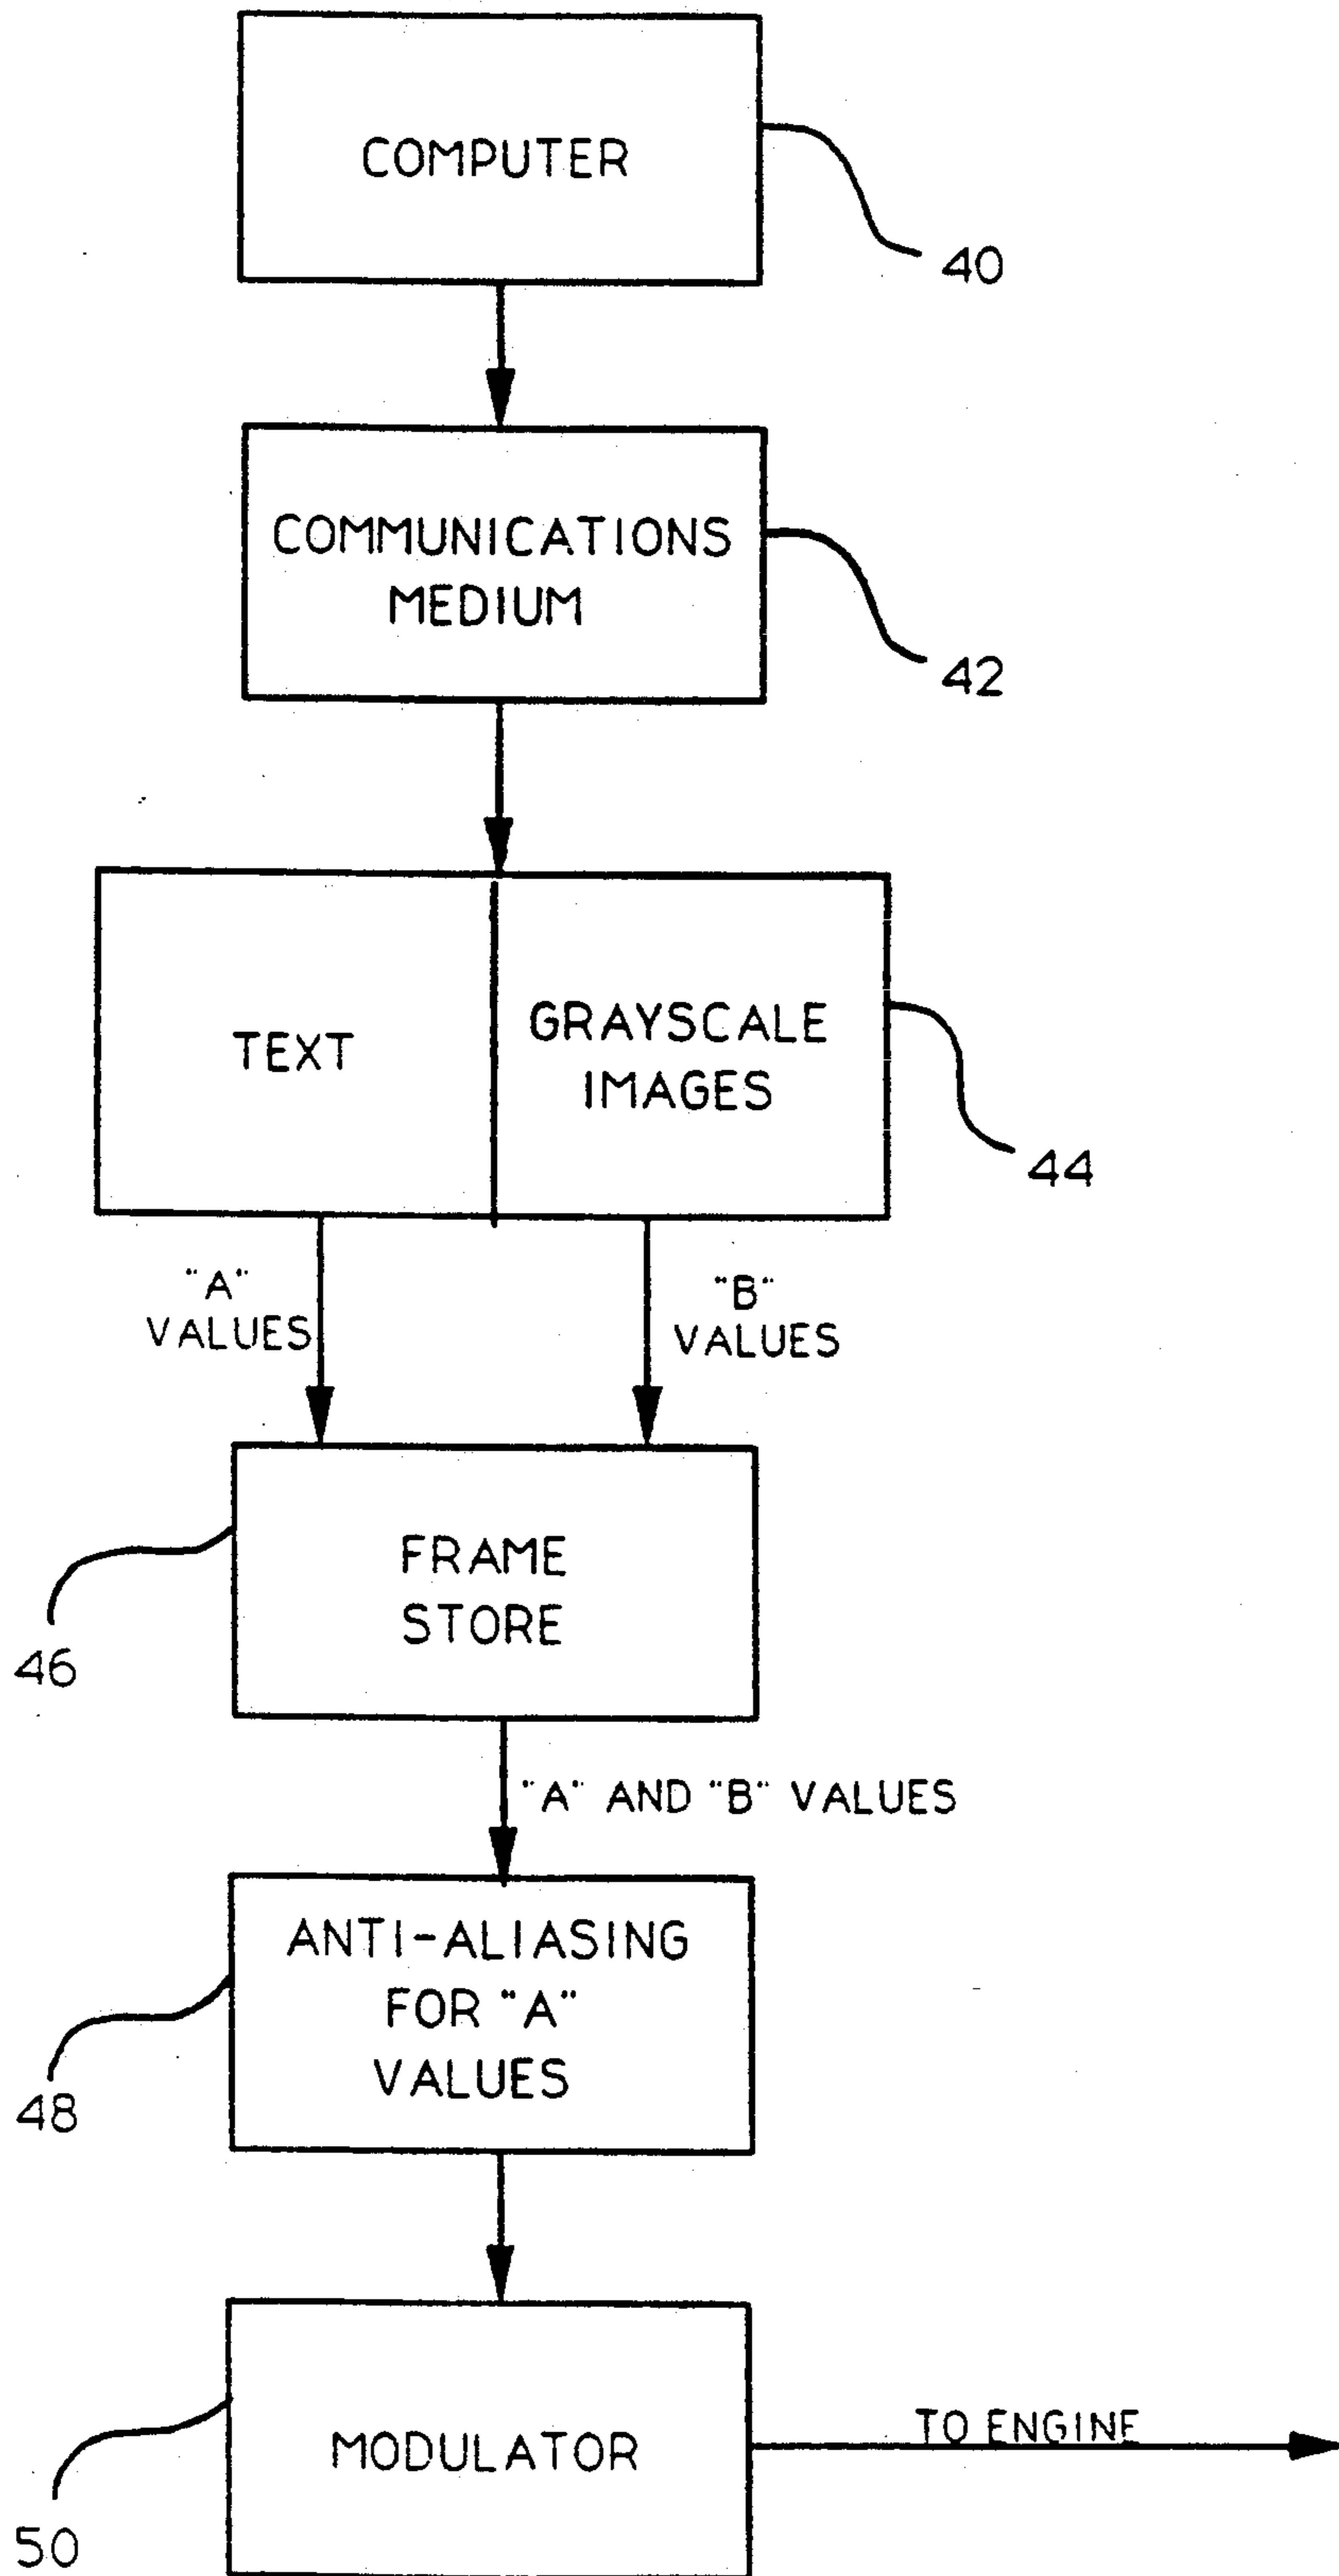 COMPUTER
40
COMMUNICATIONS
MEDIUM
42
TEXT
GRAYSCALE
IMAGES
44
"A"
VALUES
"B"
VALUES
FRAME
STORE
46
"A" AND "B" VALUES
ANTI-ALIASING
FOR "A"
VALUES
48
MODULATOR
TO ENGINE
50